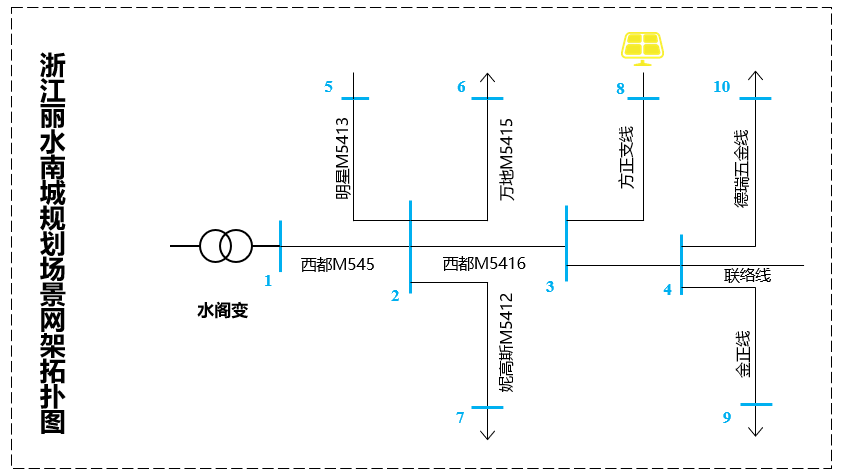 浙江丽水南城规划场景网架拓扑图
5
6
8
10
明星M5413
万地M5415
方正支线
德瑞五金线
1
西都M545
2
西都M5416
3
4
联络线
水阁变
妮高斯M5412
金正线
7
9